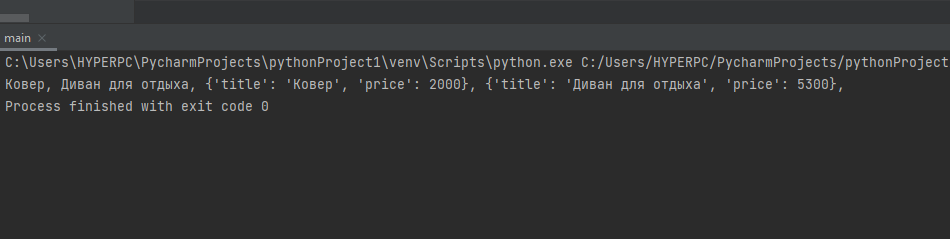 main
C:\Users\HYPERPC\PycharmProjects\pythonProject1\venv\Scripts\python.exe C:/Users/HYPERPC/PycharmProjects/pythonProject
Ковер, Диван для отдыха, {'title': 'Ковер', 'price': 2000}, {'title': 'Диван для отдыха', 'price': 5300},
Process finished with exit code 0